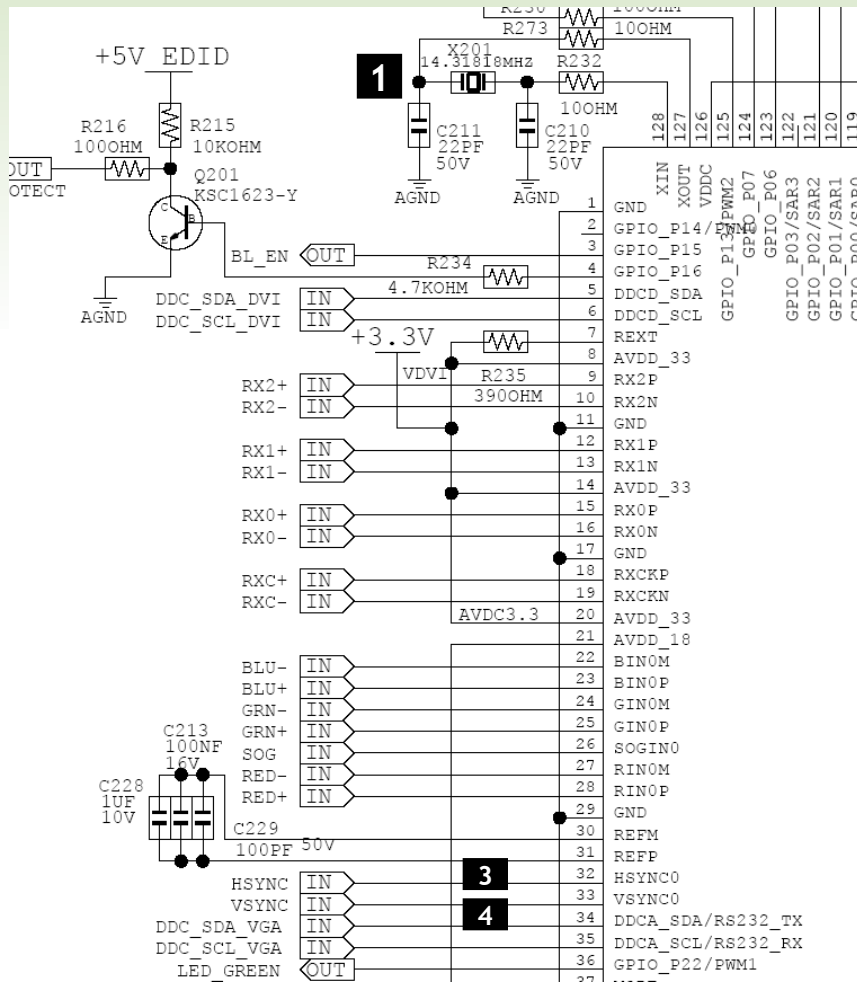 R273
100HM
X201
14.31818MHZ
R232
100HM
+5V EDID
1
R216
1000HM
R215
10KOHM
C211
22PF
50V
C210
22PF
50V
AGND
AGND
128
127
126
125
124
123
122
121
120
119
XIN
XOUT
VDDC
GPIO_P13/PWM2
GPIO_P07
GPIO_P06
GPIO_P03/SAR3
GPIO_P02/SAR2
GPIO_P01/SAR1
OUT
OTECT
Q201
KSC1623-Y
C
B
E
AGND
1 GND
2 GPIO_P14/PWM
BL_EN OUT 3 GPIO_P15
R234
4.7KOHM
4 GPIO_P16
DDC_SDA_DVI IN 5 DDCD_SDA
DDC_SCL_DVI IN 6 DDCD_SCL
+3.3V
7 REXT
VDVI
8 AVDD_33
R235
390OHM
RX2+ IN 9 RX2P
RX2- IN 10 RX2N
11 GND
RX1+ IN 12 RX1P
RX1- IN 13 RX1N
14 AVDD_33
RX0+ IN 15 RX0P
RX0- IN 16 RX0N
17 GND
RXC+ IN 18 RXCKP
RXC- IN 19 RXCKN
AVDC3.3 20 AVDD_33
21 AVDD_18
BLU- IN 22 BIN0M
BLU+ IN 23 BIN0P
GRN- IN 24 GIN0M
GRN+ IN 25 GIN0P
SOG IN 26 SOGIN0
RED- IN 27 RIN0M
RED+ IN 28 RIN0P
C213
100NF
16V
C228
1UF
10V
29 GND
C229
100PF 50V
30 REFM
31 REFP
HSYNC IN 3 32 HSYNC0
VSYNC IN 4 33 VSYNC0
DDC_SDA_VGA IN 34 DDCA_SDA/RS232_TX
DDC_SCL_VGA IN 35 DDCA_SCL/RS232_RX
LED_GREEN OUT 36 GPIO_P22/PWM1